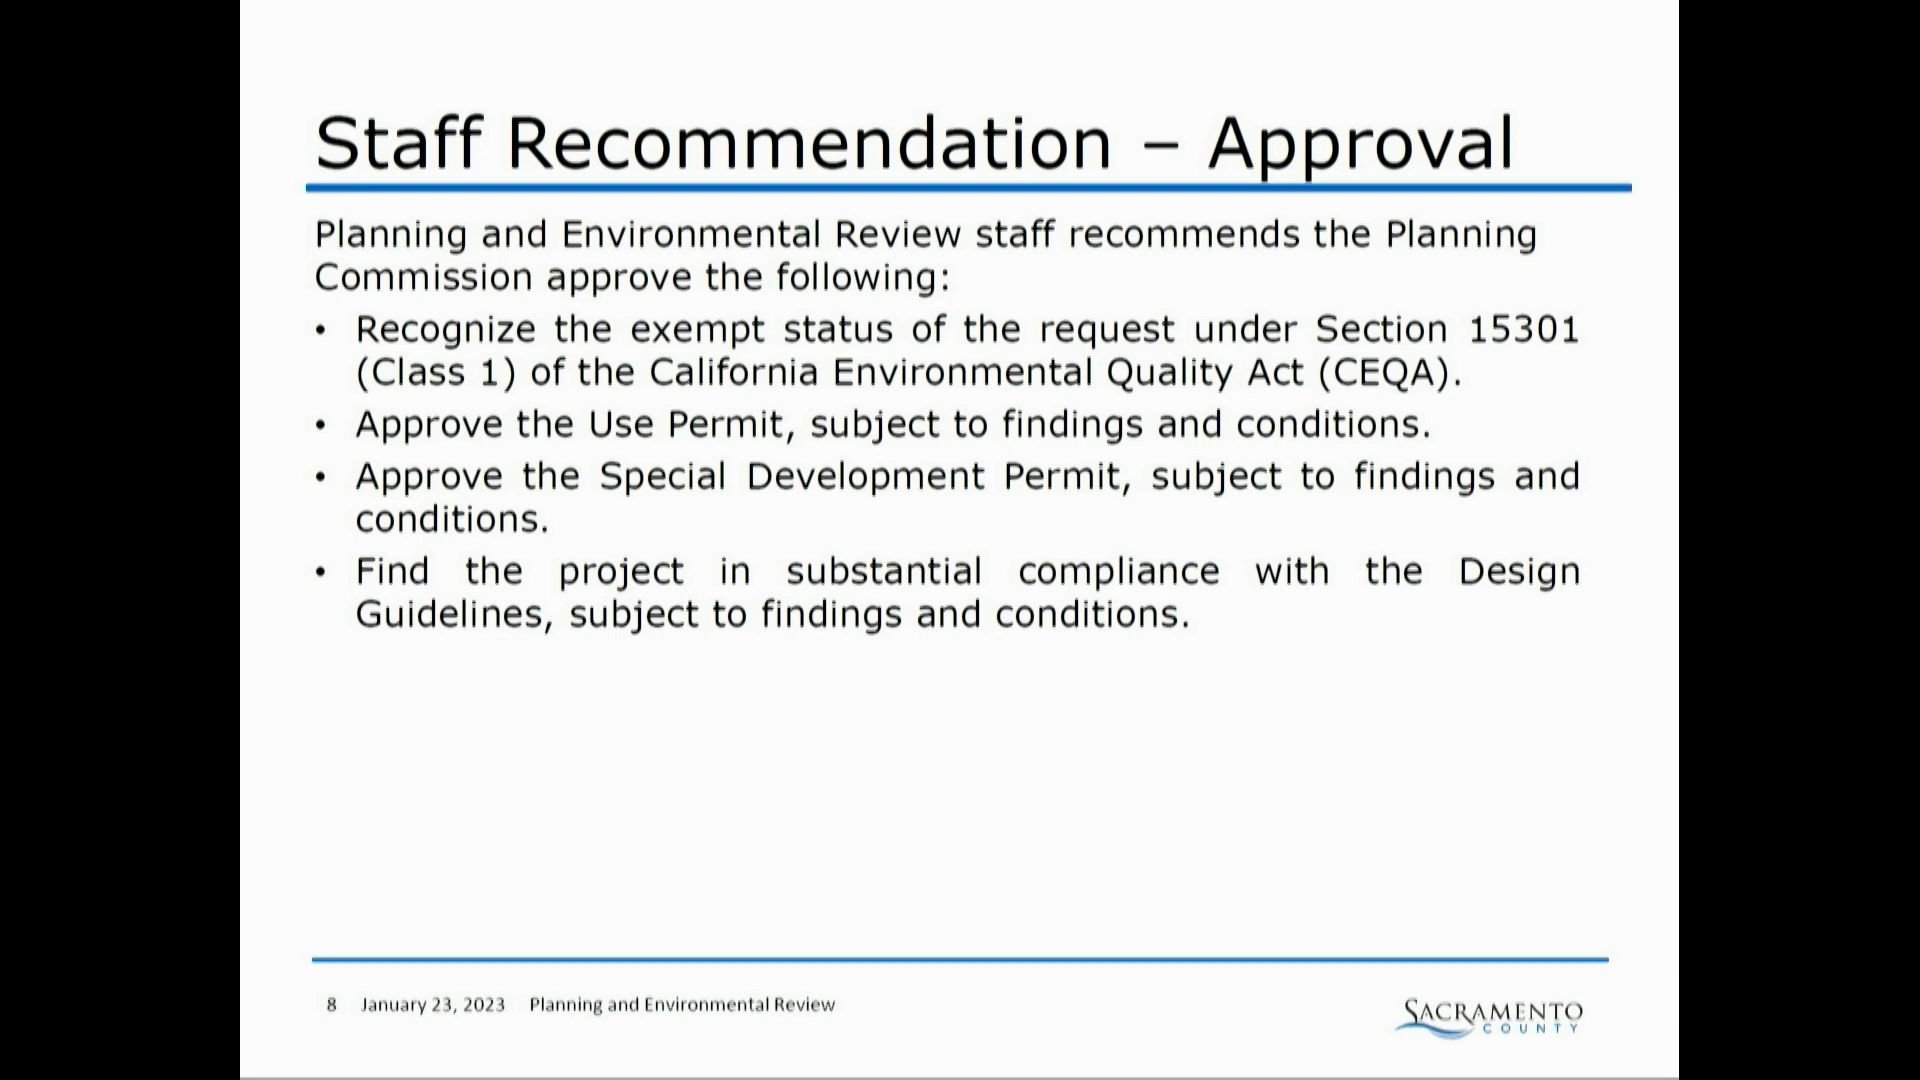 Staff Recommendation – Approval
Planning and Environmental Review staff recommends the Planning
Commission approve the following:
• Recognize the exempt status of the request under Section 15301
(Class 1) of the California Environmental Quality Act (CEQA).
• Approve the Use Permit, subject to findings and conditions.
• Approve the Special Development Permit, subject to findings and
conditions.
• Find the project in substantial compliance with the Design
Guidelines, subject to findings and conditions.
8 January 23, 2023 Planning and Environmental Review
SACRAMENTO
COUNTY